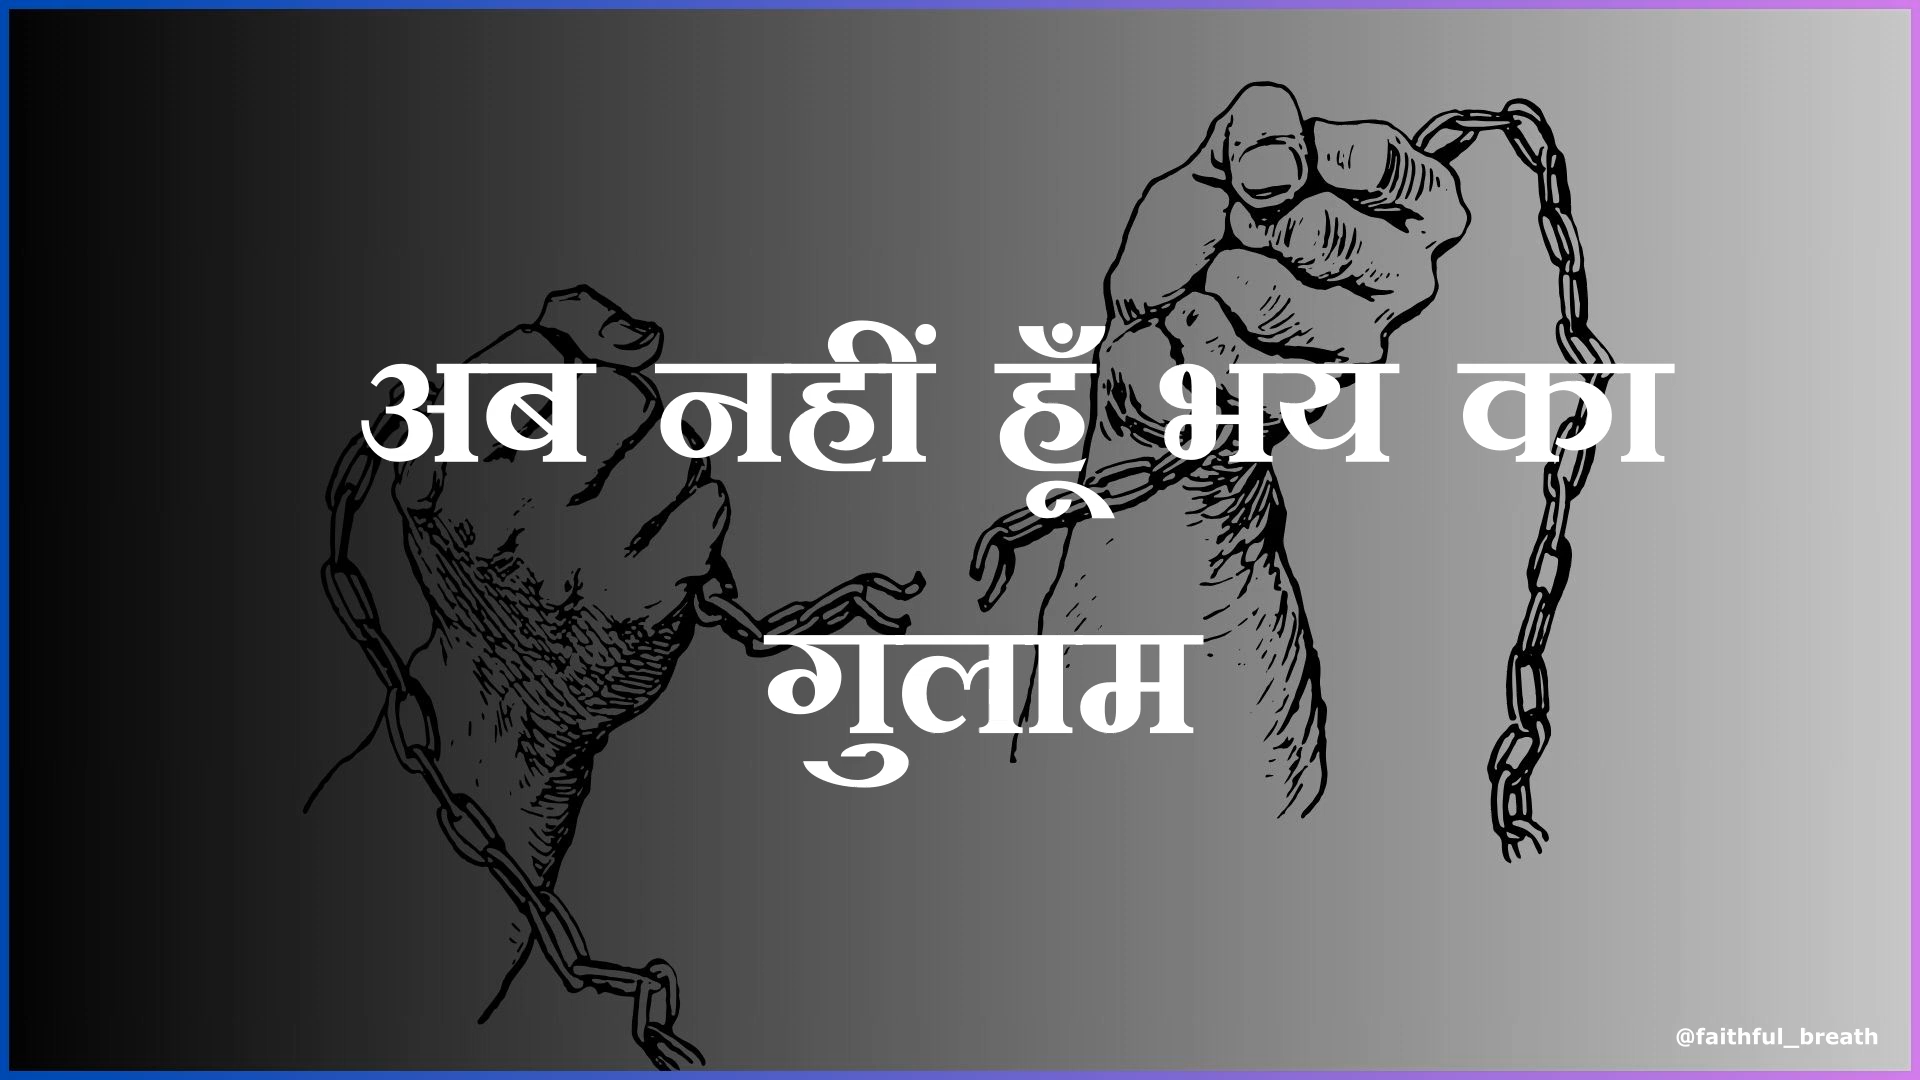 अब नहीं हूँ भय का
गुलाम
@faithful_breath